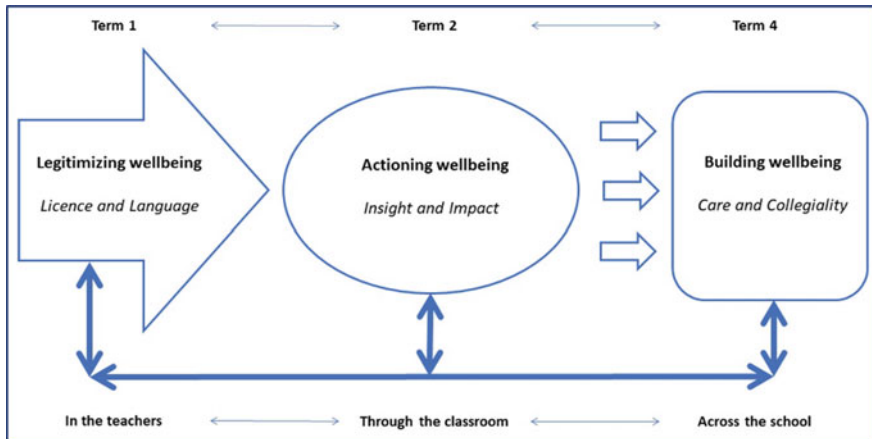 Term 1
Term 2
Term 4
Legitimizing wellbeing
Licence and Language
Actioning wellbeing
Insight and Impact
Building wellbeing
Care and Collegiality
In the teachers
Through the classroom
Across the school